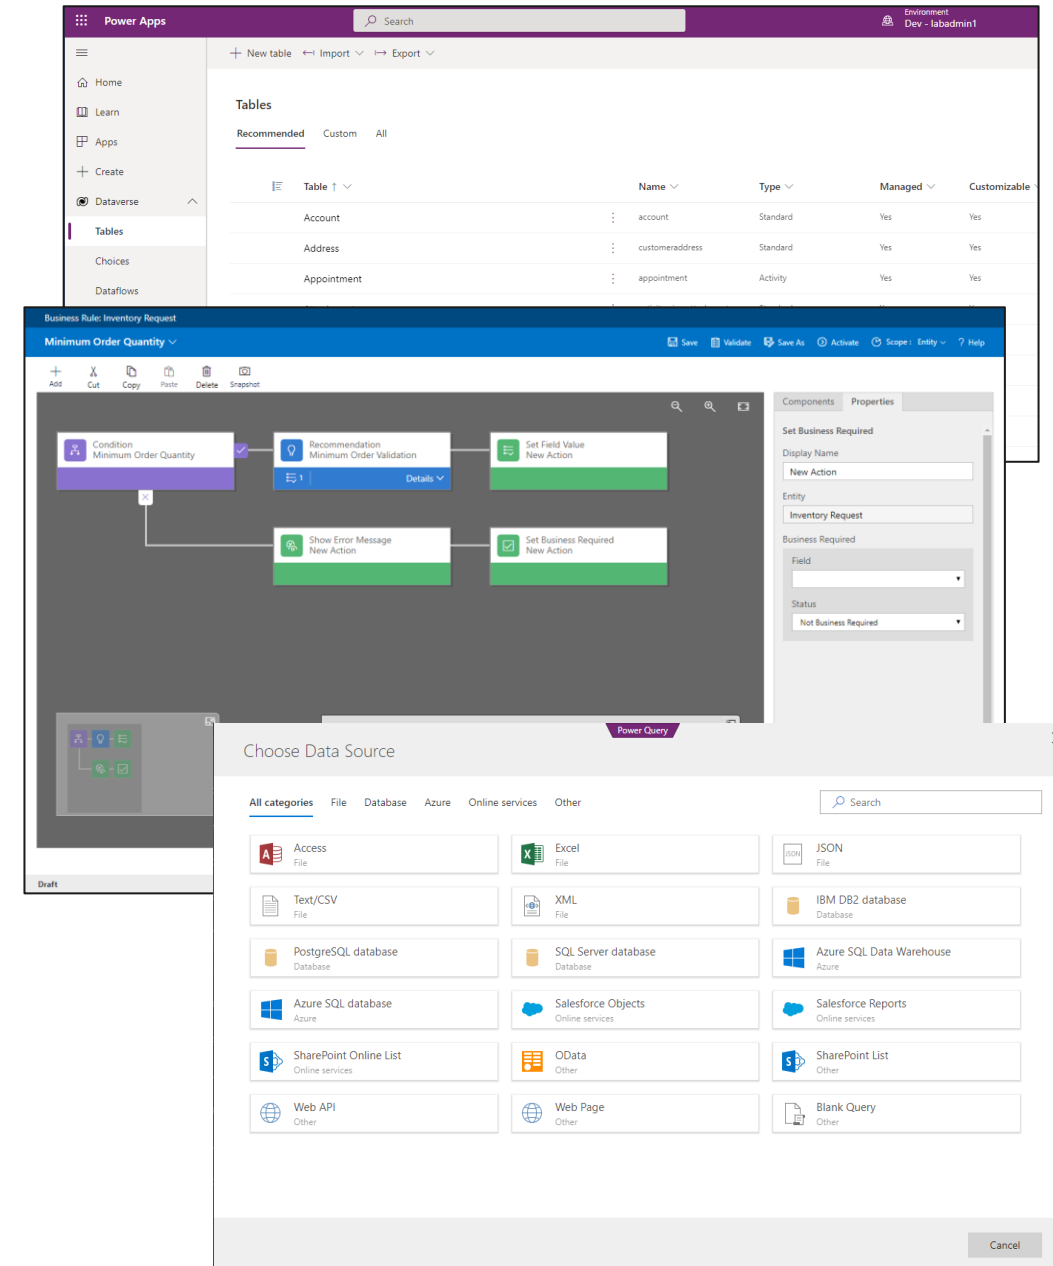 Power Apps
Search
Environment
Dev - labadmin1
New table Import Export
Home
Learn
Apps
Create
Dataverse
Tables
Choices
Dataflows
Tables
Recommended Custom All
Table ↑ Name Type Managed Customizable
Account account Standard Yes Yes
Address customeraddress Standard Yes Yes
Appointment appointment Activity Yes Yes
Business Rule: Inventory Request
Minimum Order Quantity
Save Validate Save As Activate Scope : Entity ? Help
Add Cut Copy Paste Delete Snapshot
Condition
Minimum Order Quantity
Recommendation
Minimum Order Validation
1 Details
Set Field Value
New Action
Show Error Message
New Action
Set Business Required
New Action
Components Properties
Set Business Required
Display Name
New Action
Entity
Inventory Request
Business Required
Field
Status
Not Business Required
Draft
Power Query
Choose Data Source
All categories File Database Azure Online services Other
Search
Access
File
Excel
File
JSON
JSON
File
Text/CSV
File
XML
File
IBM DB2 database
Database
PostgreSQL database
Database
SQL Server database
Database
Azure SQL Data Warehouse
Azure
Azure SQL database
Azure
Salesforce Objects
Online services
Salesforce Reports
Online services
SharePoint Online List
Online services
OData
Other
SharePoint List
Other
Web API
Other
Web Page
Other
Blank Query
Other
Cancel